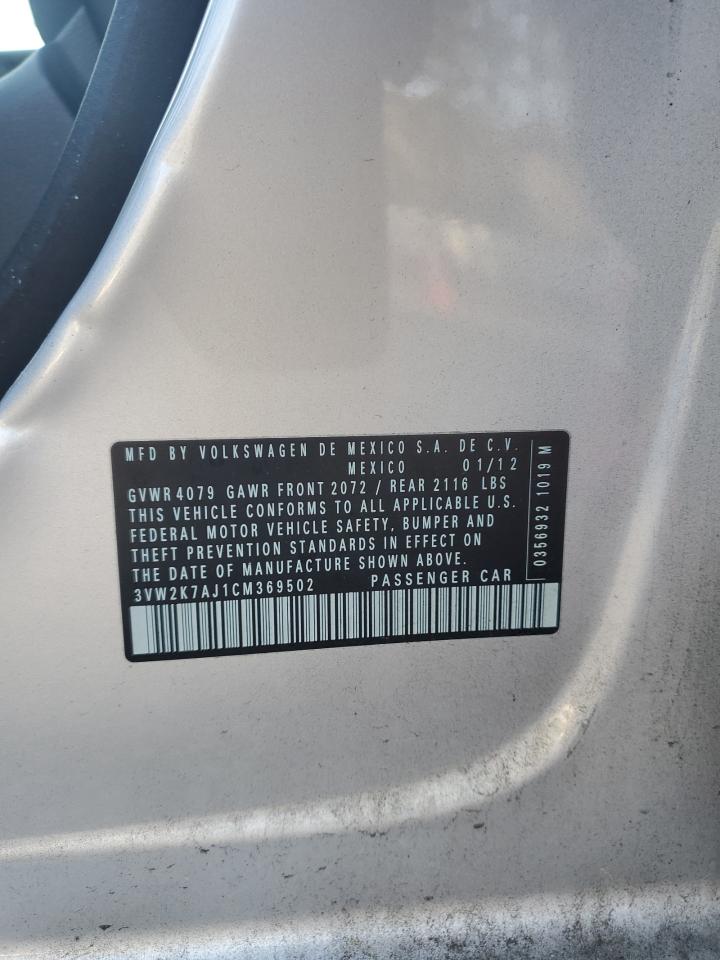 MFD BY VOLKSWAGEN DE MEXICO S.A. DE C.V.
MEXICO 01/12
GVWR 4079 GAWR FRONT 2072 / REAR 2116 LBS
THIS VEHICLE CONFORMS TO ALL APPLICABLE U.S.
FEDERAL MOTOR VEHICLE SAFETY, BUMPER AND
THEFT PREVENTION STANDARDS IN EFFECT ON
THE DATE OF MANUFACTURE SHOWN ABOVE.
3VW2K7AJ1CM369502 PASSENGER CAR
0356932 1019 M